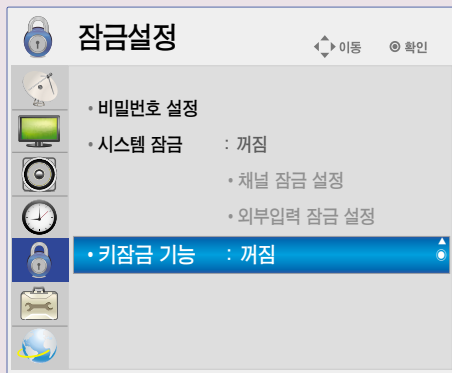 잠금설정 이동 확인
• 비밀번호 설정
• 시스템 잠금 : 꺼짐
• 채널 잠금 설정
• 외부입력 잠금 설정
• 키잠금 기능 : 꺼짐